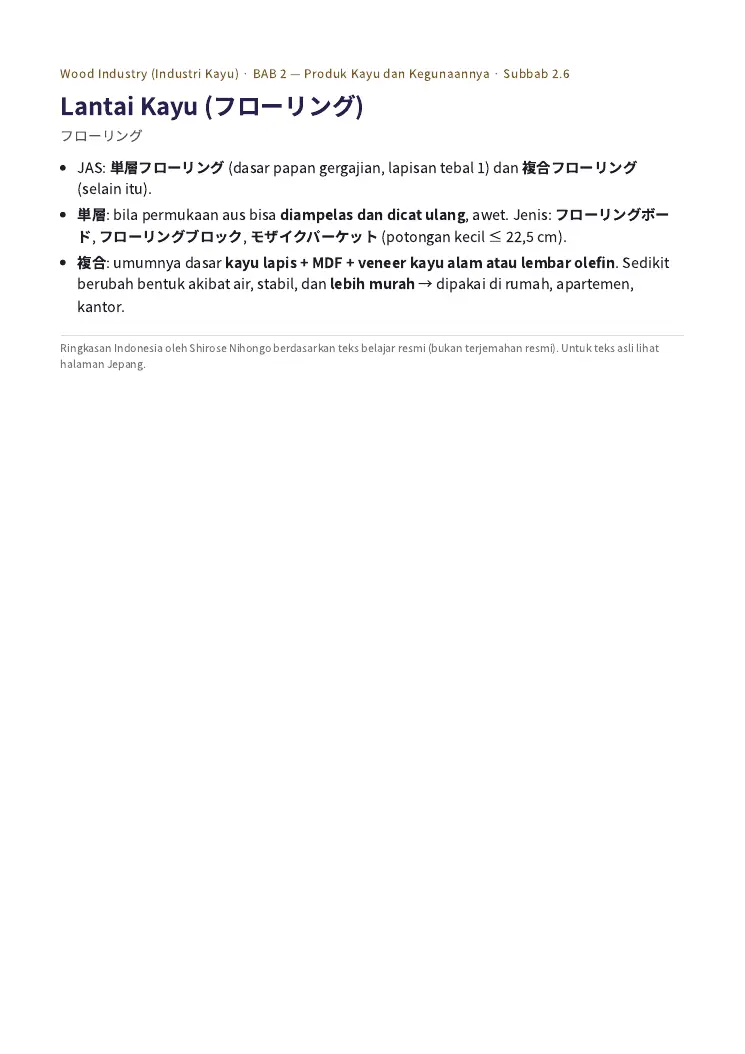 Wood Industry (Industri Kayu) · BAB 2 — Produk Kayu dan Kegunaannya · Subbab 2.6
Lantai Kayu (フローリング)
フローリング
• JAS: 単層フローリング (dasar papan gergajian, lapisan tebal 1) dan 複合フローリング
(selain itu).
• 単層: bila permukaan aus bisa diampelas dan dicat ulang, awet. Jenis: フローリングボー
ド, フローリングブロック, モザイクパーケット (potongan kecil ≤ 22,5 cm).
• 複合: umumnya dasar kayu lapis + MDF + veneer kayu alam atau lembar olefin. Sedikit
berubah bentuk akibat air, stabil, dan lebih murah → dipakai di rumah, apartemen,
kantor.
Ringkasan Indonesia oleh Shirose Nihongo berdasarkan teks belajar resmi (bukan terjemahan resmi). Untuk teks asli lihat
halaman Jepang.